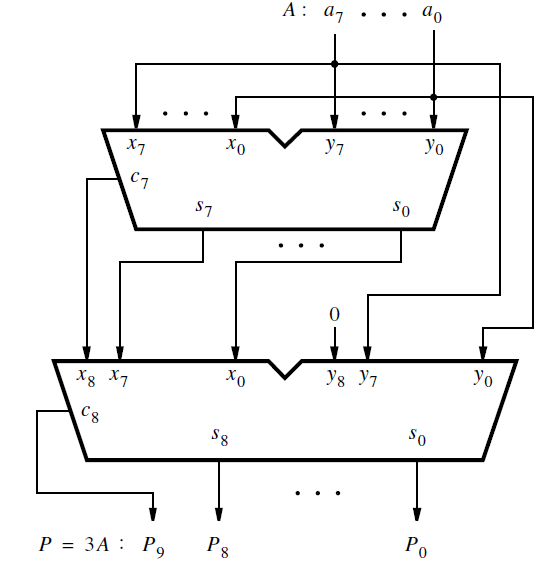 A : a7 . . . a0
. . . . . .
x7 x0 y7 y0
c7
s7 s0
. . .
0
x8 x7 x0 y8 y7 y0
c8
s8 s0
. . .
P = 3A : P9 P8 P0